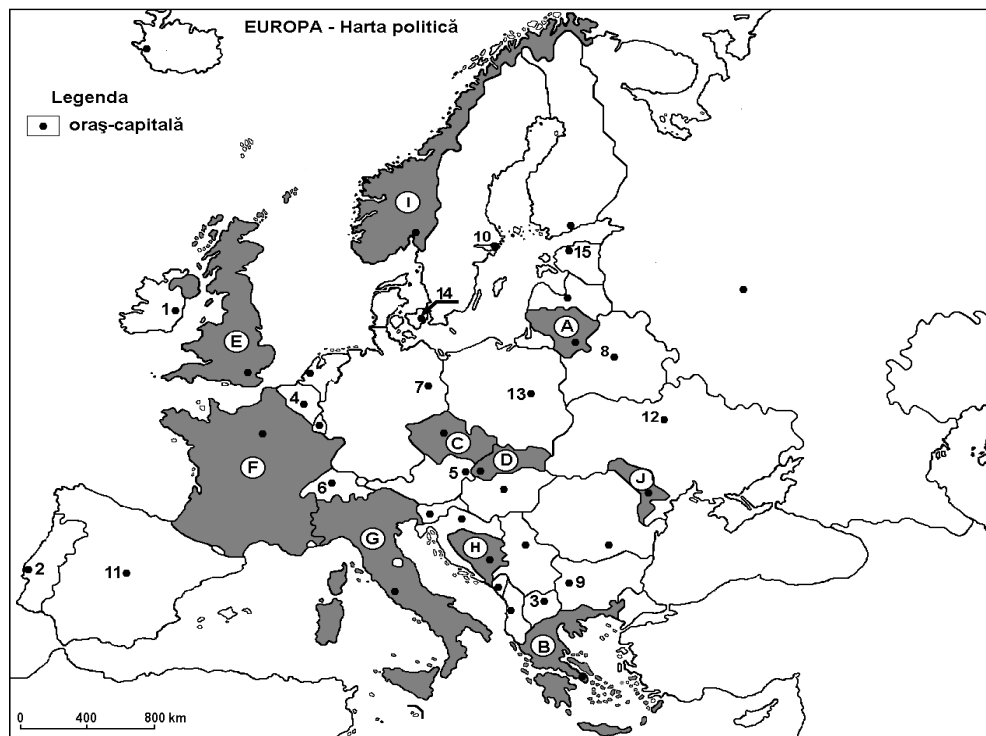 EUROPA - Harta politică
Legenda
oraş-capitală
I
10
15
14
1
E
A
8
7
4
13
12
C
D
F
5
6
J
G
H
2
11
9
3
B
0 400 800 km